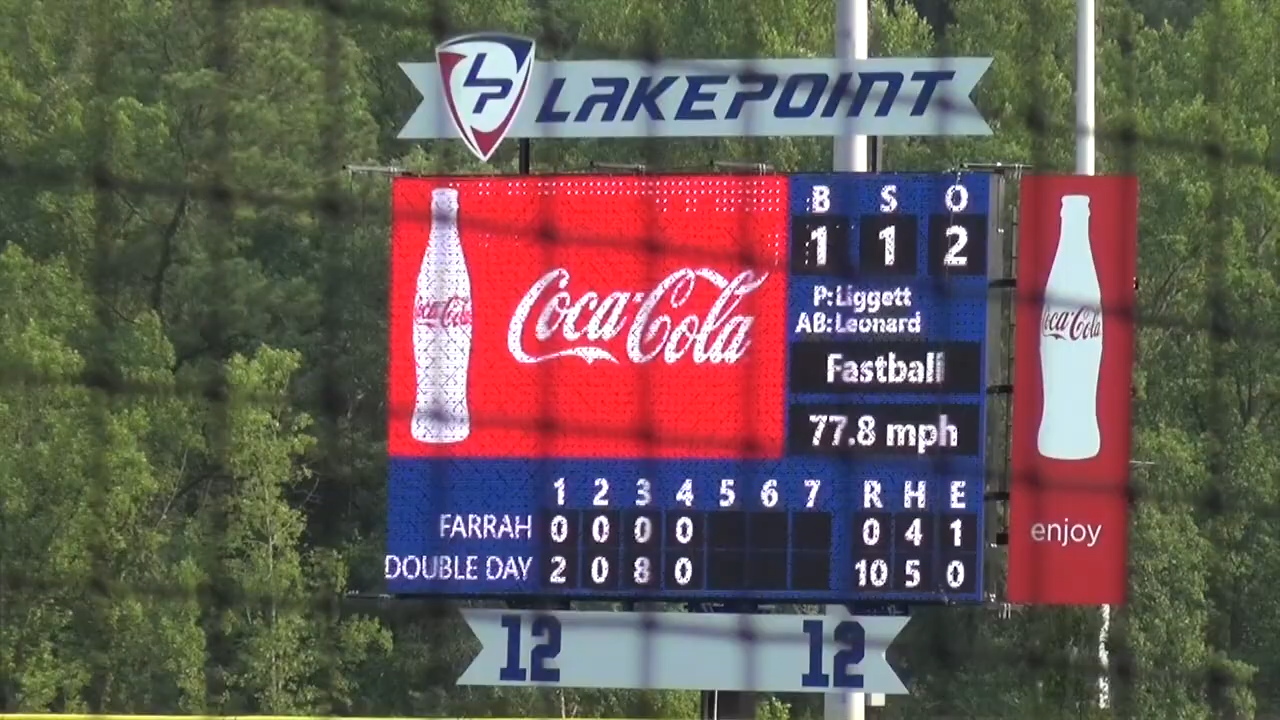 LP LAKEPOINT
Coca-Cola
Coca-Cola
B S O
1 1 2
P: Liggett
AB: Leonard
Fastball
77.8 mph
1 2 3 4 5 6 7 R H E
FARRAH 0 0 0 0 0 4 1
DOUBLE DAY 2 0 8 0 10 5 0
Coca-Cola
enjoy
12 12